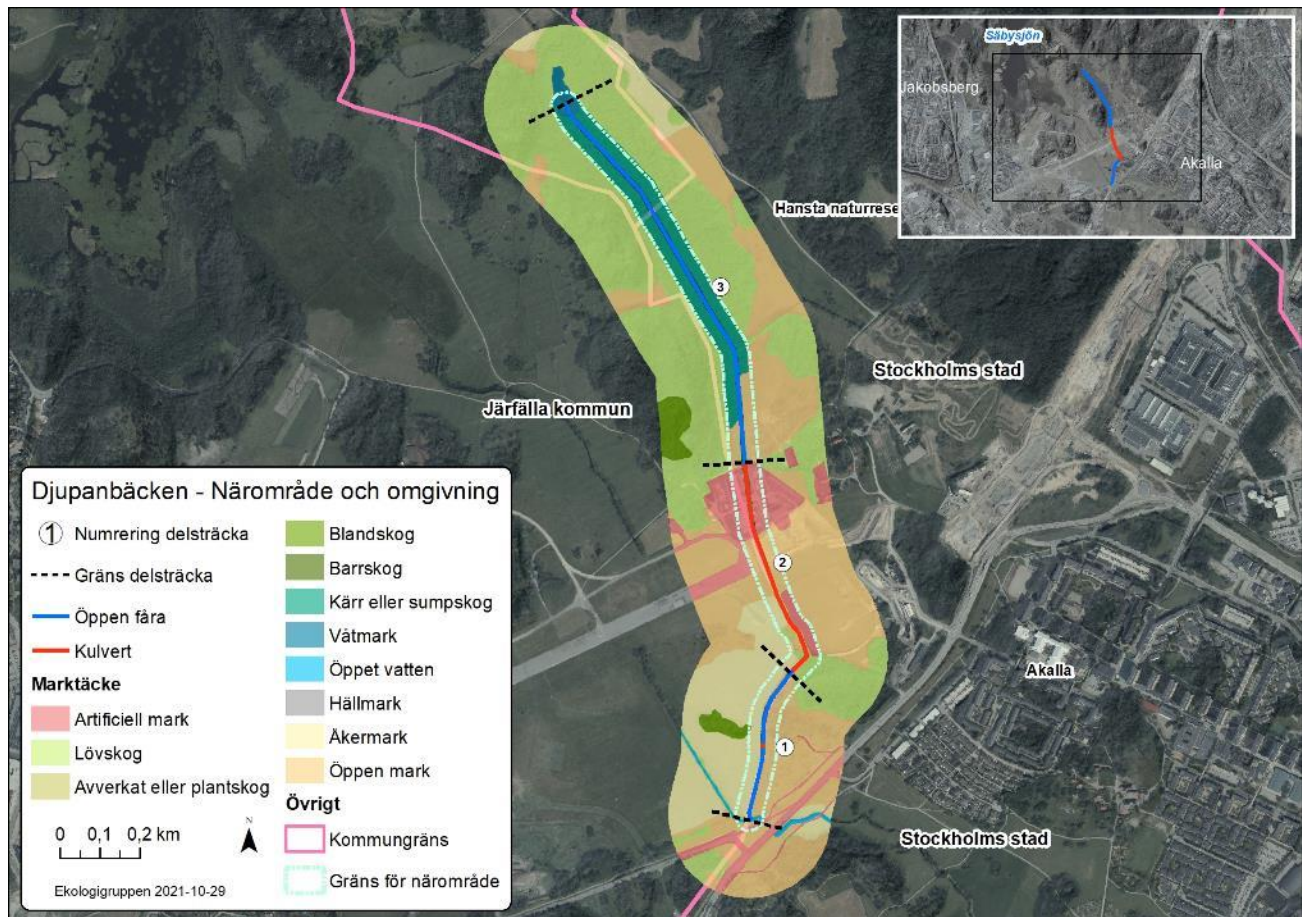 Säbysjön
Jakobsberg
Akalla
Hansta naturrese
3
Stockholms stad
Järfälla kommun
2
Akalla
1
Stockholms stad
Djupanbäcken - Närområde och omgivning
1 Numrering delsträcka
Gräns delsträcka
Öppen fåra
Kulvert
Marktäcke
Artificiell mark
Lövskog
Avverkat eller plantskog
Blandskog
Barrskog
Kärr eller sumpskog
Våtmark
Öppet vatten
Hällmark
Åkermark
Öppen mark
Övrigt
Kommungräns
Gräns för närområde
0 0,1 0,2 km
N
Ekologigruppen 2021-10-29